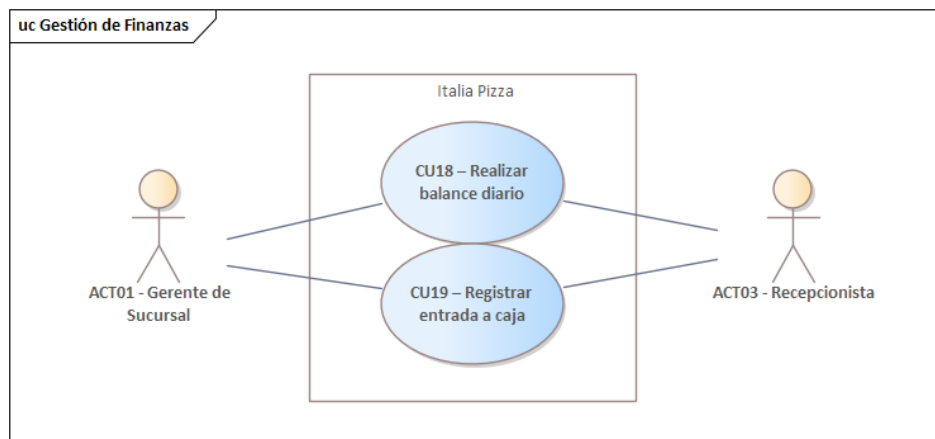 uc Gestión de Finanzas
Italia Pizza
CU18 – Realizar
balance diario
CU19 – Registrar
entrada a caja
ACT01 - Gerente de
Sucursal
ACT03 - Recepcionista